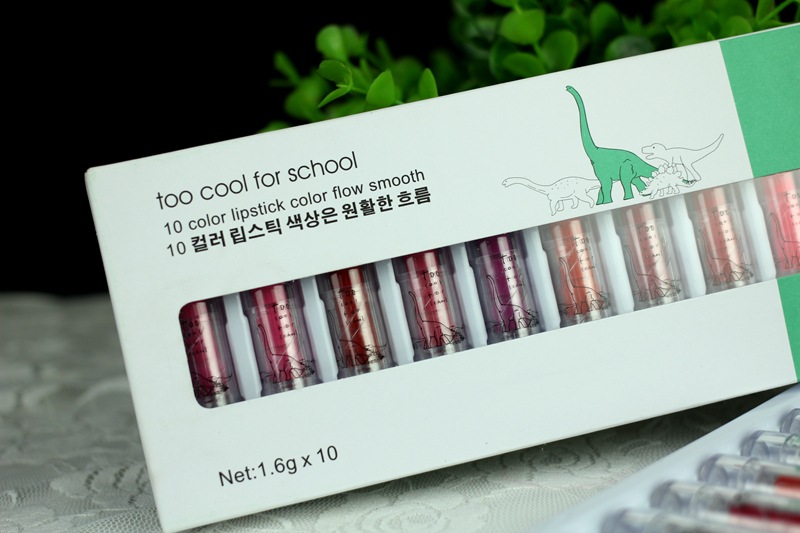 too cool for school
10 color lipstick color flow smooth
10 컬러 립스틱 색상은 원활한 흐름
Net:1.6g x 10